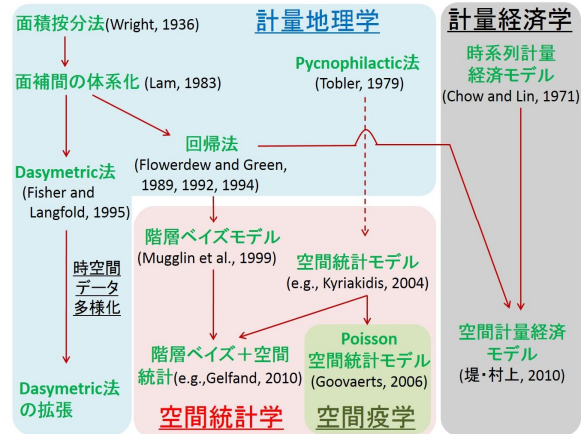 面積按分法(Wright, 1936)
計量地理学
計量経済学
面補間の体系化(Lam, 1983)
Pycnophilactic法
(Tobler, 1979)
時系列計量
経済モデル
(Chow and Lin, 1971)
回帰法
(Flowerdew and Green,
1989, 1992, 1994)
Dasymetric法
(Fisher and
Langfold, 1995)
階層ベイズモデル
(Mugglin et al., 1999)
空間統計モデル
(e.g., Kyriakidis, 2004)
時空間
データ
多様化
階層ベイズ＋空間
統計(e.g.,Gelfand, 2010)
Poisson
空間統計モデル
(Goovaerts, 2006)
空間計量経済
モデル
(堤・村上, 2010)
Dasymetric法
の拡張
空間統計学
空間疫学